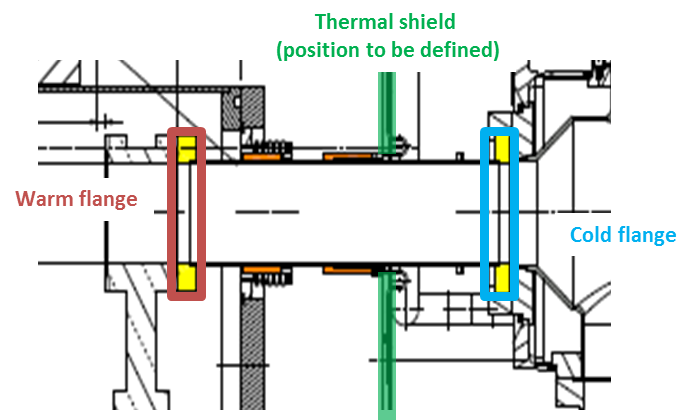 Thermal shield
(position to be defined)
Warm flange
Cold flange